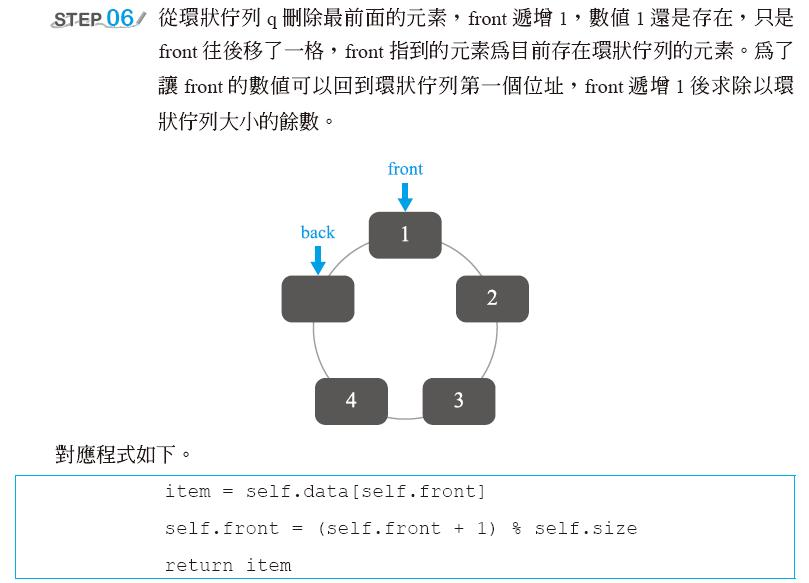 STEP 06 從環狀佇列 q 刪除最前面的元素，front 遞增 1，數值 1 還是存在，只是
front 往後移了一格，front 指到的元素為目前存在環狀佇列的元素。為了
讓 front 的數值可以回到環狀佇列第一個位址，front 遞增 1 後求除以環
狀佇列大小的餘數。
front
1
back
2
4
3
對應程式如下。
item = self.data[self.front]
self.front = (self.front + 1) % self.size
return item